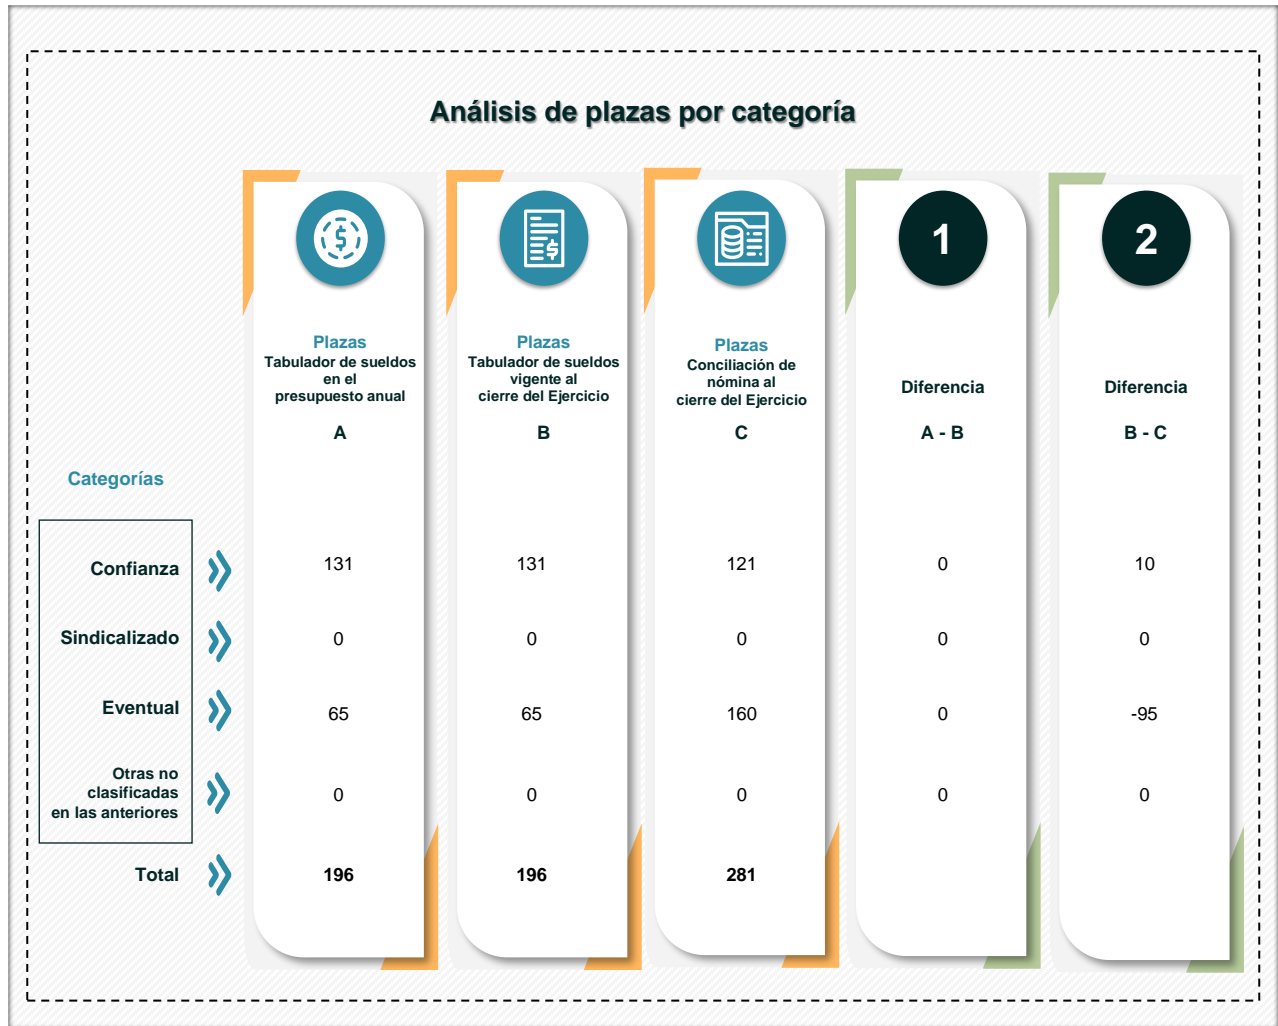 Análisis de plazas por categoría
1
2
Plazas
Tabulador de sueldos
en el
presupuesto anual
A
Plazas
Tabulador de sueldos
vigente al
cierre del Ejercicio
B
Plazas
Conciliación de
nómina al
cierre del Ejercicio
C
Diferencia
A - B
Diferencia
B - C
Categorías
Confianza 131 131 121 0 10
Sindicalizado 0 0 0 0 0
Eventual 65 65 160 0 -95
Otras no
clasificadas
en las anteriores
0 0 0 0 0
Total 196 196 281